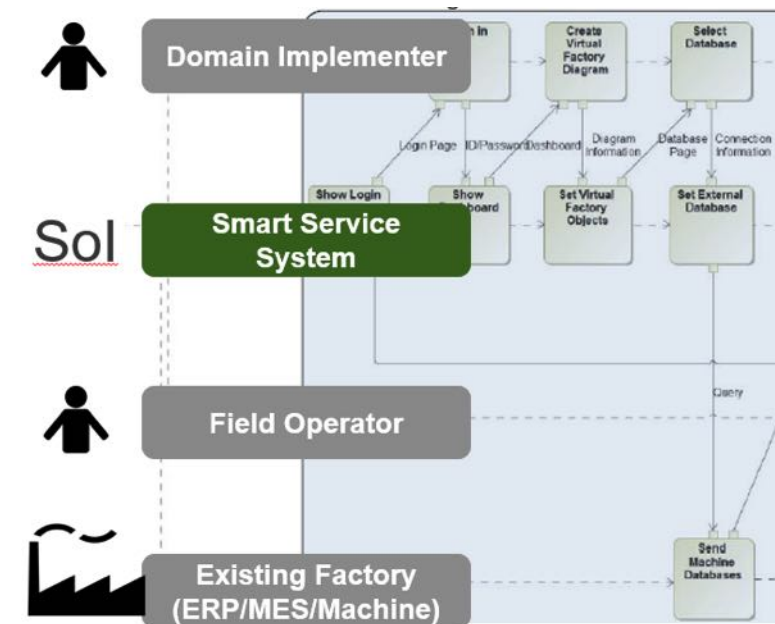 Domain Implementer
Create
Virtual
Factory
Diagram
Select
Database
Login Page
ID/Password
Dashboard
Diagram
Information
Database
Page
Connection
Information
SoI
Smart Service
System
Show Login
Show
Set Virtual
Factory
Objects
Set External
Database
Field Operator
Query
Existing Factory
(ERP/MES/Machine)
Send
Machine
Databases